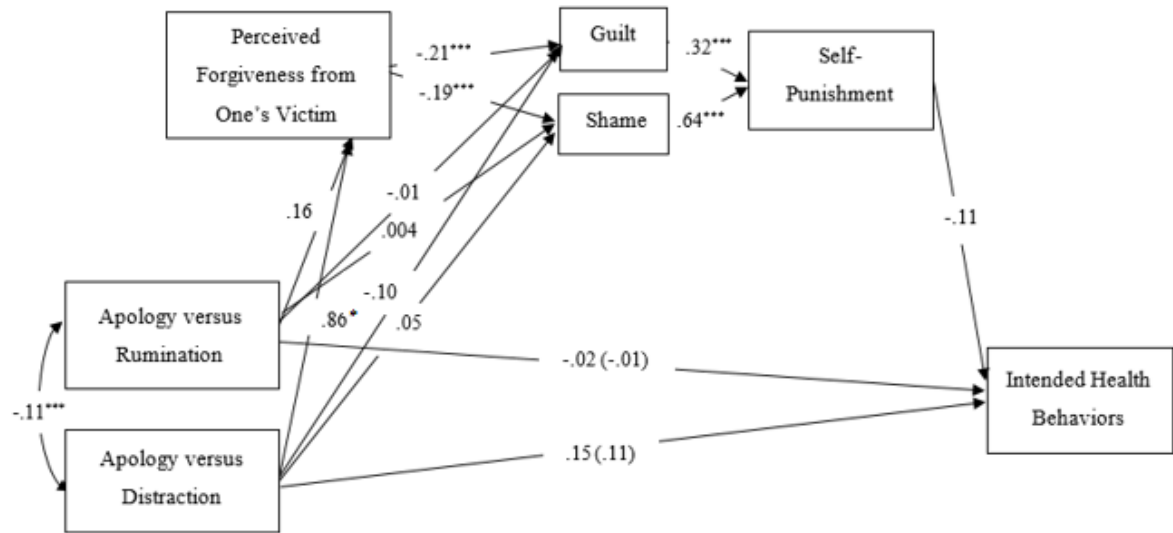 Perceived
Forgiveness from
One's Victim
Guilt
Shame
Self-
Punishment
-.21***
-.19***
.32***
.64***
-.01
.16
.004
-.11
-.10
.86*
.05
Apology versus
Rumination
-.02 (-.01)
Intended Health
Behaviors
-.11***
Apology versus
Distraction
.15 (.11)